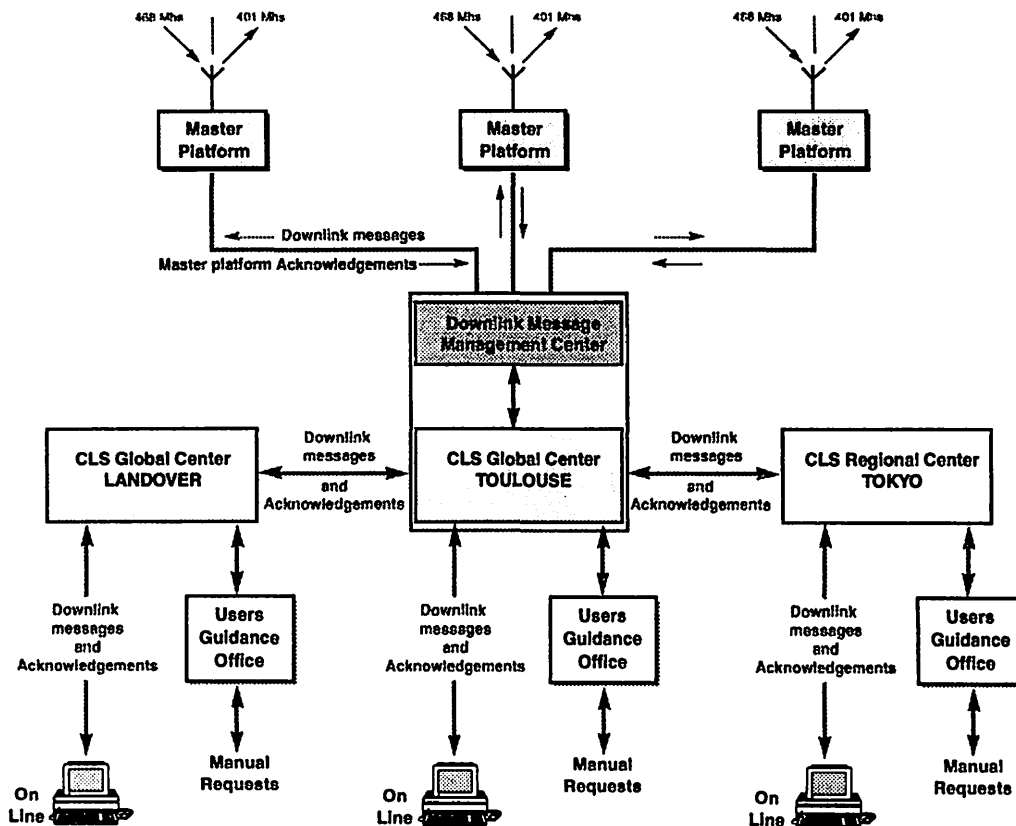 468 Mhs 401 Mhs 468 Mhs 401 Mhs 468 Mhs 401 Mhs
Master
Platform
Master
Platform
Master
Platform
Downlink messages
Master platform Acknowledgements
Downlink Message
Management Center
CLS Global Center
LANDOVER
Downlink
messages
and
Acknowledgements
CLS Global Center
TOULOUSE
Downlink
messages
and
Acknowledgements
CLS Regional Center
TOKYO
Downlink
messages
and
Acknowledgements
Users
Guidance
Office
Downlink
messages
and
Acknowledgements
Users
Guidance
Office
Downlink
messages
and
Acknowledgements
Users
Guidance
Office
On
Line
Manual
Requests
On
Line
Manual
Requests
On
Line
Manual
Requests